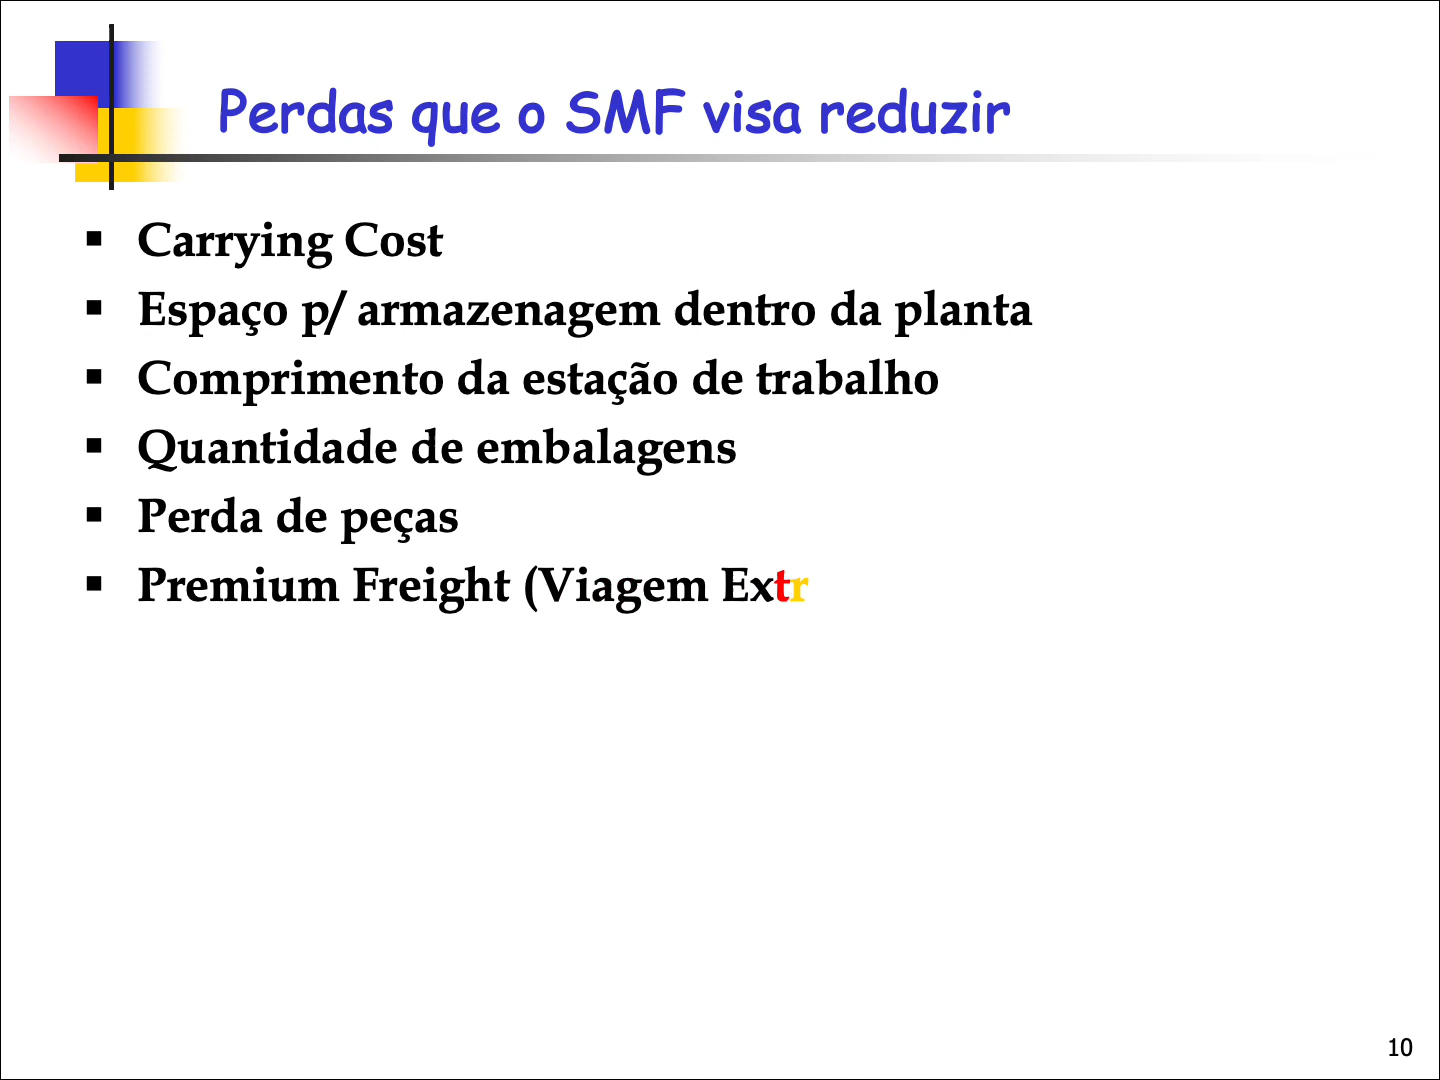 Perdas que o SMF visa reduzir
▪ Carrying Cost
▪ Espaço p/ armazenagem dentro da planta
▪ Comprimento da estação de trabalho
▪ Quantidade de embalagens
▪ Perda de peças
▪ Premium Freight (Viagem Extr
10